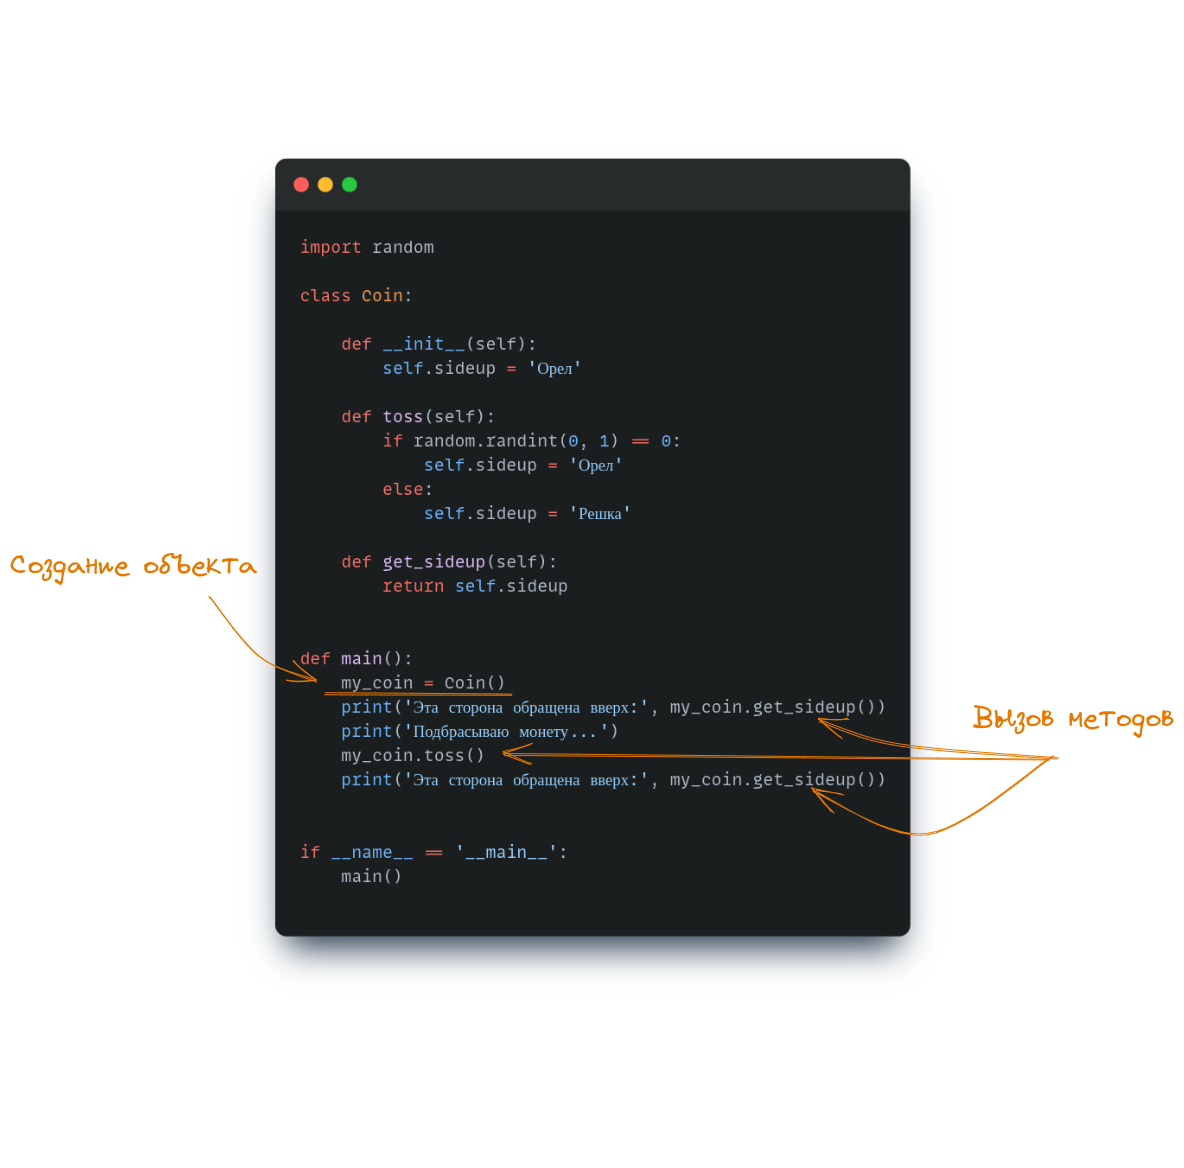 import random
class Coin:
def __init__(self):
self.sideup = 'Орел'
def toss(self):
if random.randint(0, 1) == 0:
self.sideup = 'Орел'
else:
self.sideup = 'Решка'
def get_sideup(self):
return self.sideup
Создание объекта
def main():
my_coin = Coin()
print('Эта сторона обращена вверх:', my_coin.get_sideup())
print('Подбрасываю монету...')
my_coin.toss()
print('Эта сторона обращена вверх:', my_coin.get_sideup())
Вызов методов
if __name__ == '__main__':
main()